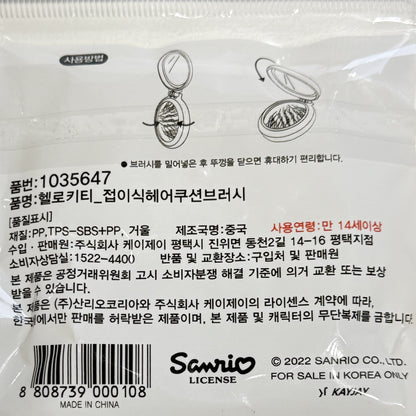 사용방법
● 브러시를 밀어넣은 후 뚜껑을 닫으면 휴대하기 편리합니다.
품번:1035647
품명:헬로키티_접이식헤어쿠션브러시
[품질표시] 사용연령: 만 14세이상
재질:PP,TPS-SBS+PP, 거울 제조국명:중국
수입 · 판매원:주식회사 케이제이 평택시 진위면 동천2길 14-16 평택지점
소비자상담실:1522-440() 반품 및 교환장소:구입처 및 판매원
본 제품은 공정거래위원회 고시 소비자분쟁 해결 기준에 의거 교환 또는 보상
받을 수 있습니다.
본 제품은 (주)산리오코리아와 주식회사 케이제이의 라이센스 계약에 따라,
한국에서만 판매를 허락받은 제품이며, 본 제품 및 캐릭터의 무단복제를 금합니다.
8 808739 000108
MADE IN CHINA
Sanrio
LICENSE
© 2022 SANRIO CO., LTD.
FOR SALE IN KOREA ONLY
KAYJAY